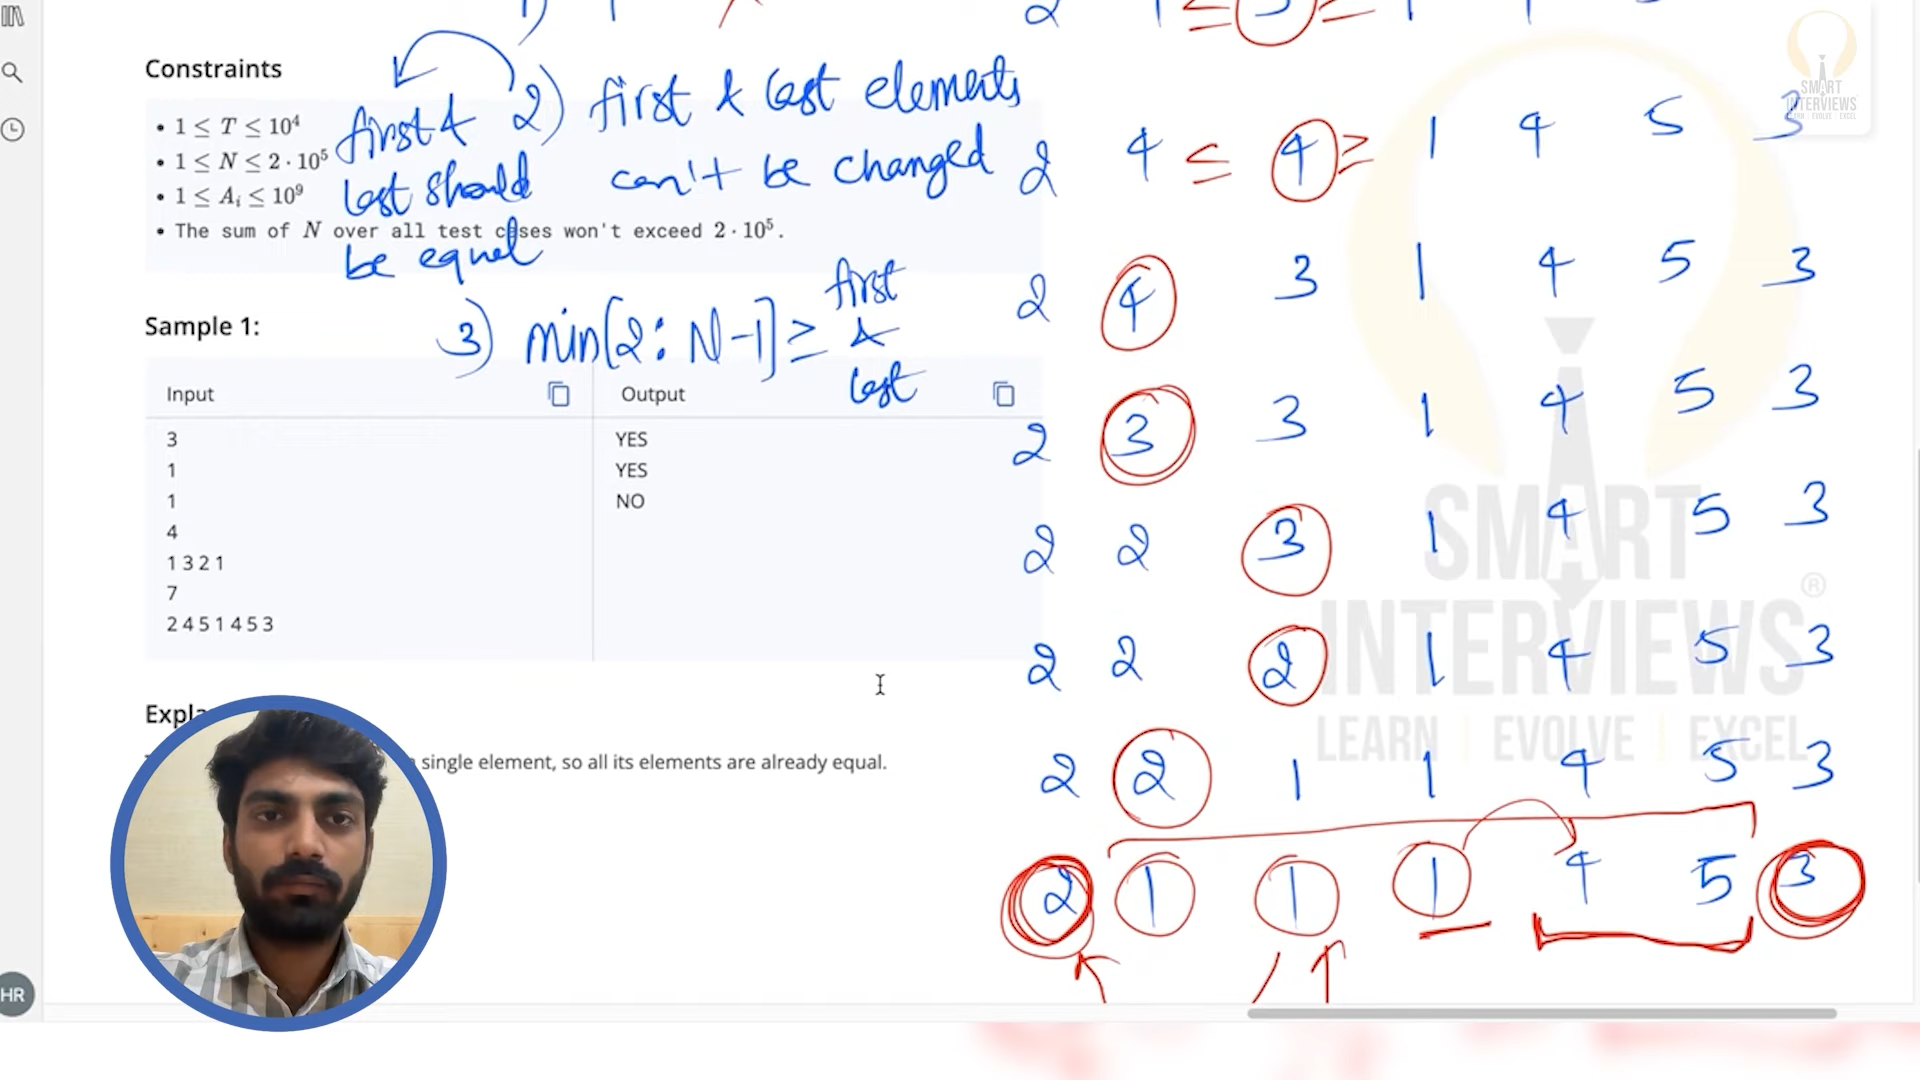 Constraints
• 1 ≤ T ≤ 10⁴
• 1 ≤ N ≤ 2 · 10⁵
• 1 ≤ Aᵢ ≤ 10⁹
• The sum of N over all test cases won't exceed 2 · 10⁵.
first &
last should
be equal
2) first & last elements
can't be changed
3) min[2 : N-1] ≥ first
&
last
Sample 1:
Input
Output
3
1
1
4
1 3 2 1
7
2 4 5 1 4 5 3
YES
YES
NO
Expla
single element, so all its elements are already equal.
2 4 ≤ 4 ≥ 1 4 5 3
2 4 3 1 4 5 3
2 3 3 1 4 5 3
2 2 3 1 4 5 3
2 2 2 1 4 5 3
2 2 1 1 4 5 3
2 1 1 1 4 5 3
SMART
INTERVIEWS
LEARN | EVOLVE | EXCEL
SMART
INTERVIEWS®
LEARN | EVOLVE | EXCEL
HR